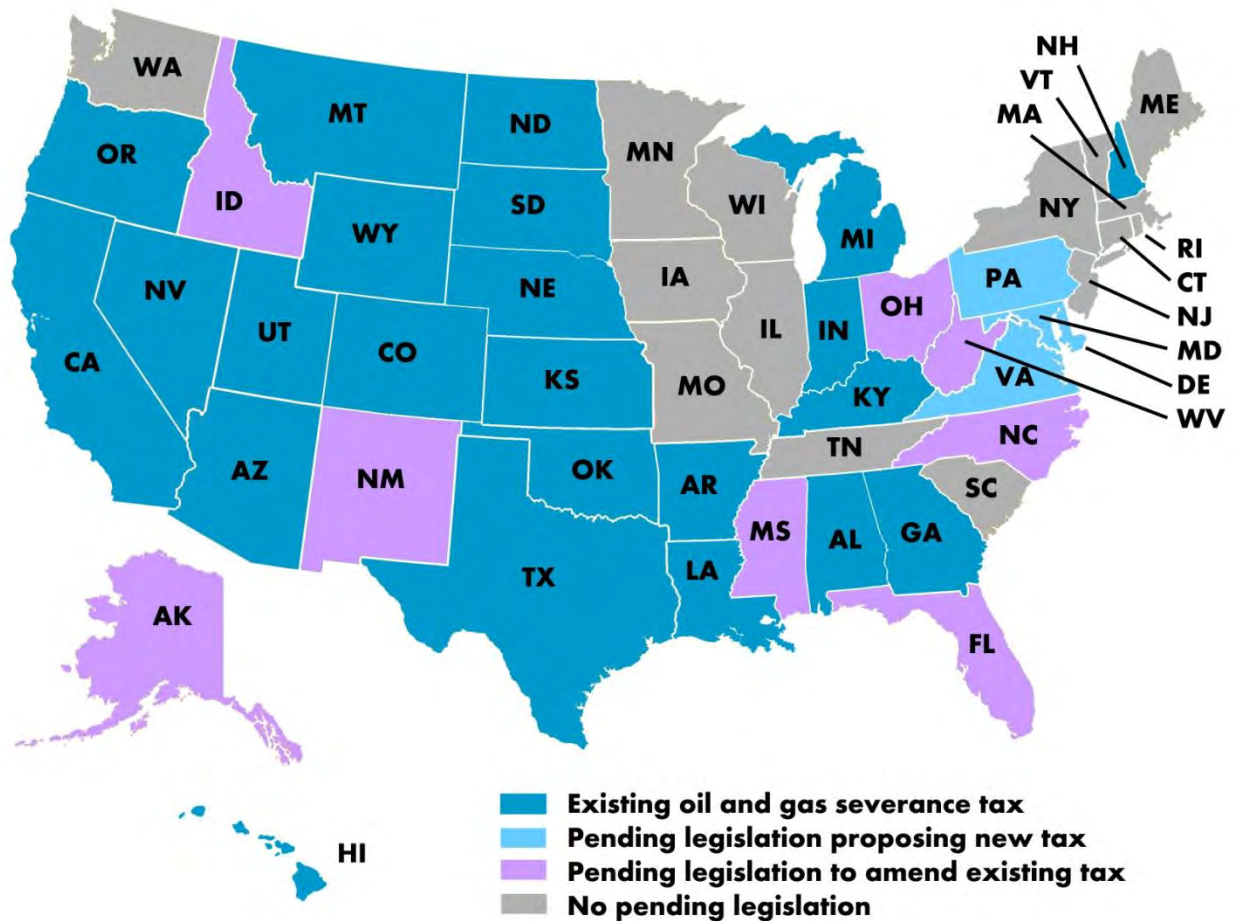 NH
VT
WA
MA
ME
MT
ND
OR
MN
ID
SD
WI
NY
WY
MI
RI
IA
PA
CT
NE
NV
OH
NJ
IL
IN
UT
CO
MD
CA
KS
VA
DE
MO
KY
WV
NC
TN
OK
AZ
NM
AR
SC
MS
AL
GA
LA
TX
AK
FL
HI
Existing oil and gas severance tax
Pending legislation proposing new tax
Pending legislation to amend existing tax
No pending legislation